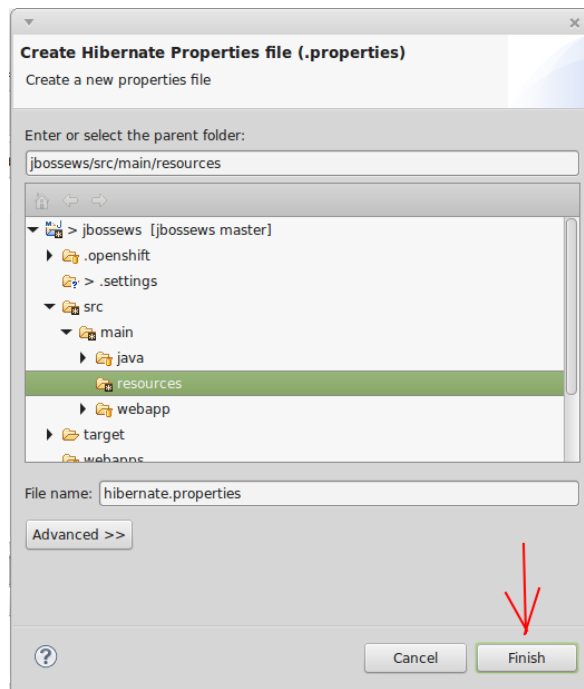 Create Hibernate Properties file (.properties)
Create a new properties file
Enter or select the parent folder:
jbossews/src/main/resources
> jbossews [jbossews master]
.openshift
> .settings
src
main
java
resources
webapp
target
webapps
File name: hibernate.properties
Advanced >>
Cancel Finish